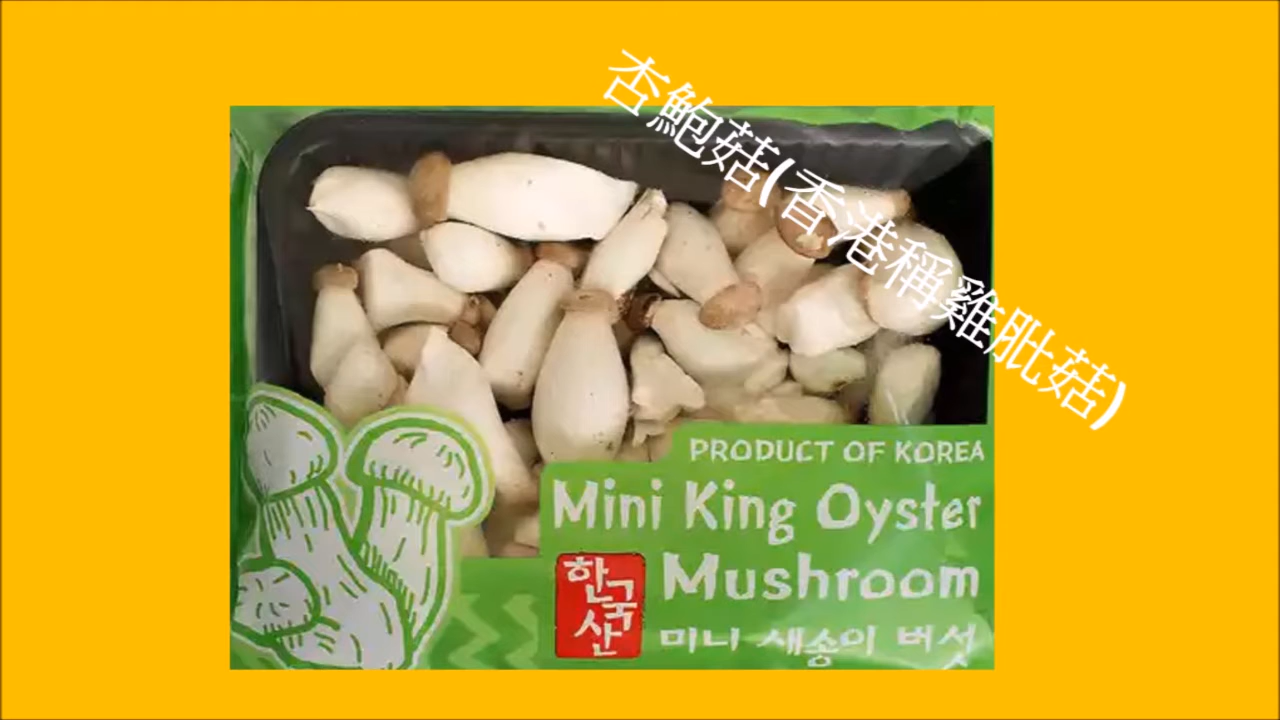 杏鮑菇(香港稱雞肶菇)
PRODUCT OF KOREA
Mini King Oyster
Mushroom
한국산
미니 새송이 버섯